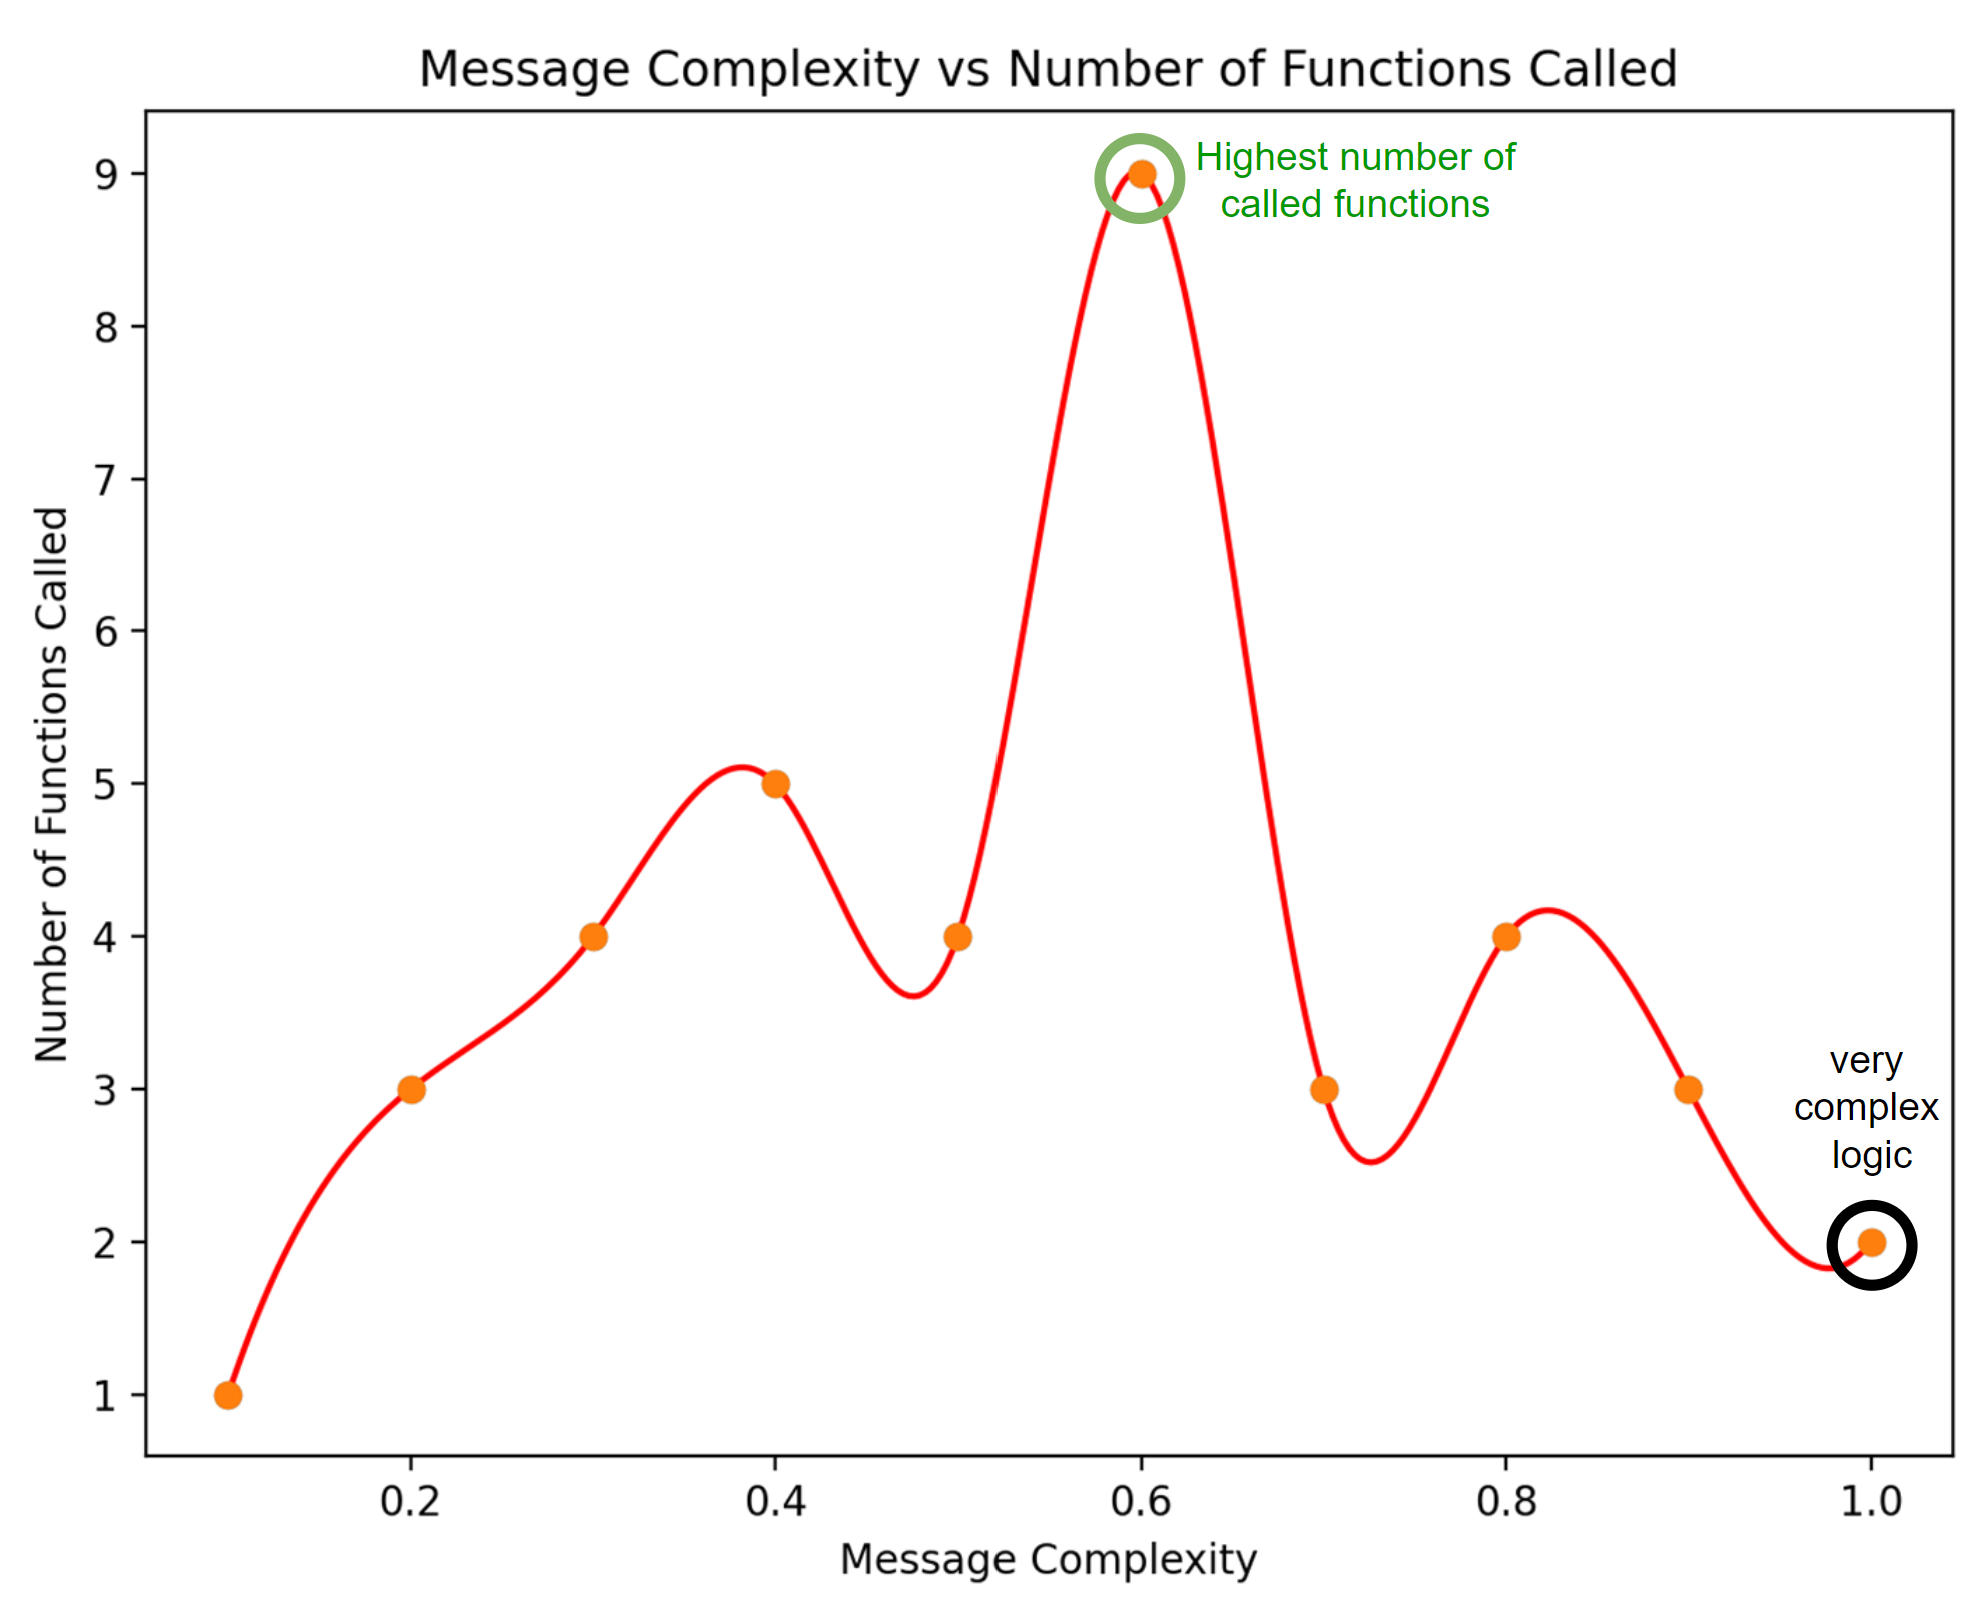 Message Complexity vs Number of Functions Called
Highest number of
called functions
9
8
7
6
5
4
3
2
1
Number of Functions Called
very
complex
logic
0.2
0.4
0.6
0.8
1.0
Message Complexity